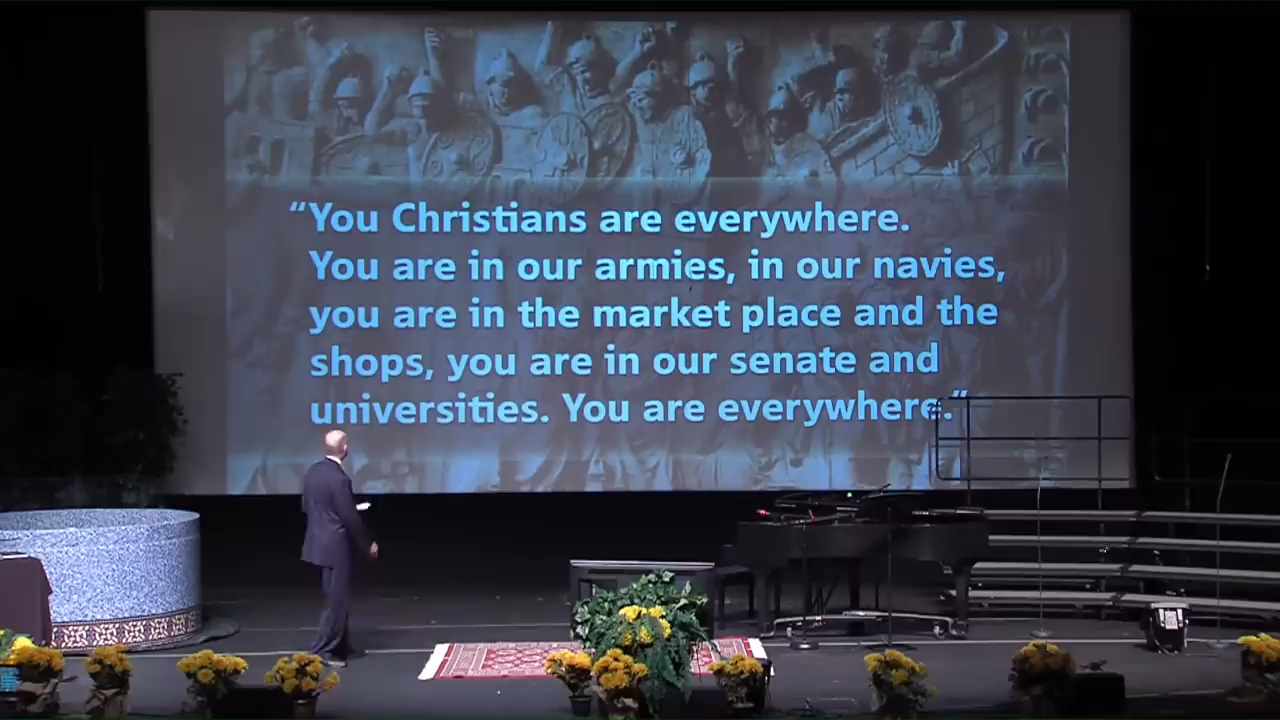 “You Christians are everywhere.
You are in our armies, in our navies,
you are in the market place and the
shops, you are in our senate and
universities. You are everywhere.”